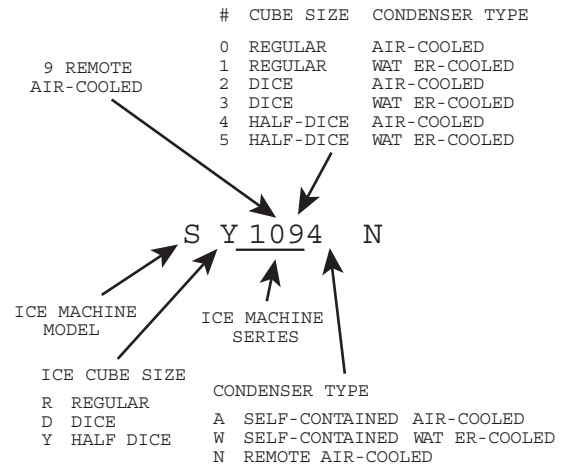 # CUBE SIZE CONDENSER TYPE
0 REGULAR AIR-COOLED
1 REGULAR WAT ER-COOLED
2 DICE AIR-COOLED
3 DICE WAT ER-COOLED
4 HALF-DICE AIR-COOLED
5 HALF-DICE WAT ER-COOLED
9 REMOTE
AIR-COOLED
S Y 1094 N
ICE MACHINE
MODEL
ICE MACHINE
SERIES
ICE CUBE SIZE
R REGULAR
D DICE
Y HALF DICE
CONDENSER TYPE
A SELF-CONTAINED AIR-COOLED
W SELF-CONTAINED WAT ER-COOLED
N REMOTE AIR-COOLED